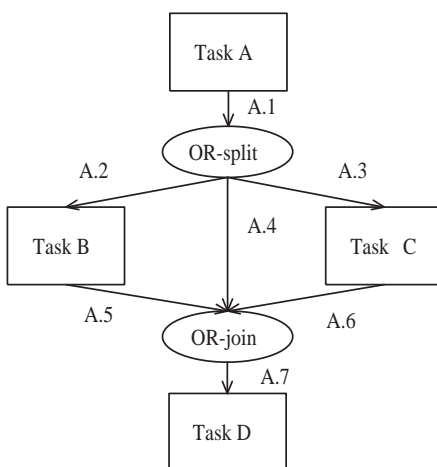 Task A
A.1
OR-split
A.2
A.3
Task B
A.4
Task C
A.5
A.6
OR-join
A.7
Task D